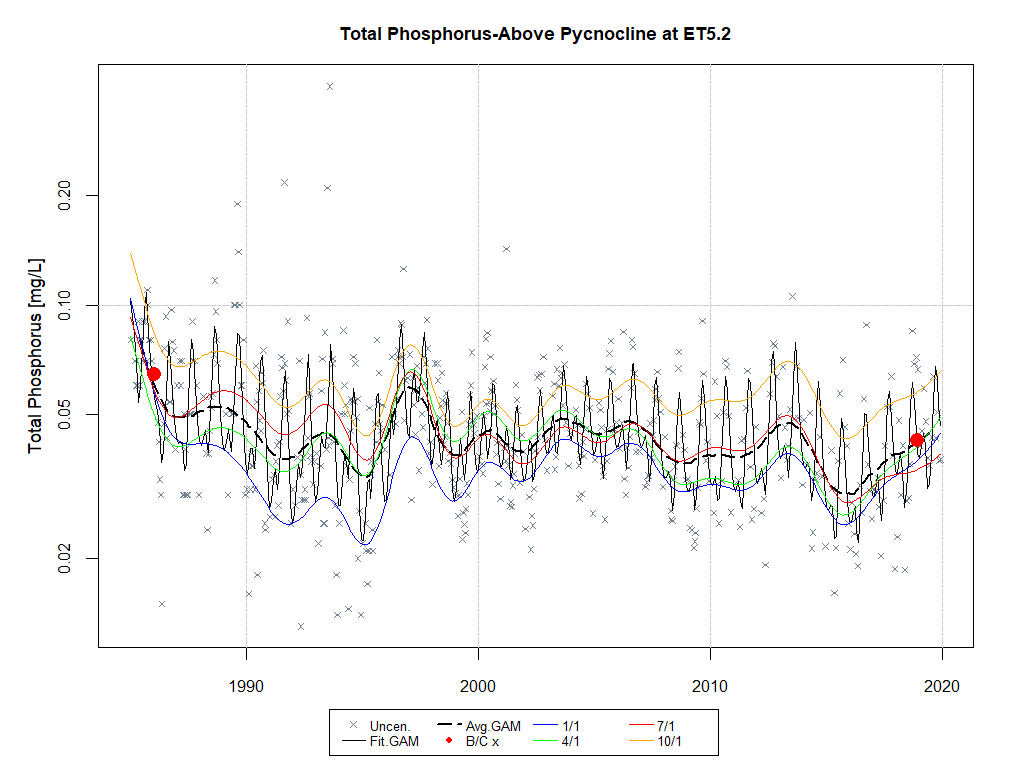 Total Phosphorus-Above Pycnocline at ET5.2
Total Phosphorus [mg/L]
0.20
0.10
0.05
0.02
1990 2000 2010 2020
Uncen. Avg.GAM 1/1 7/1
Fit.GAM B/C x 4/1 10/1